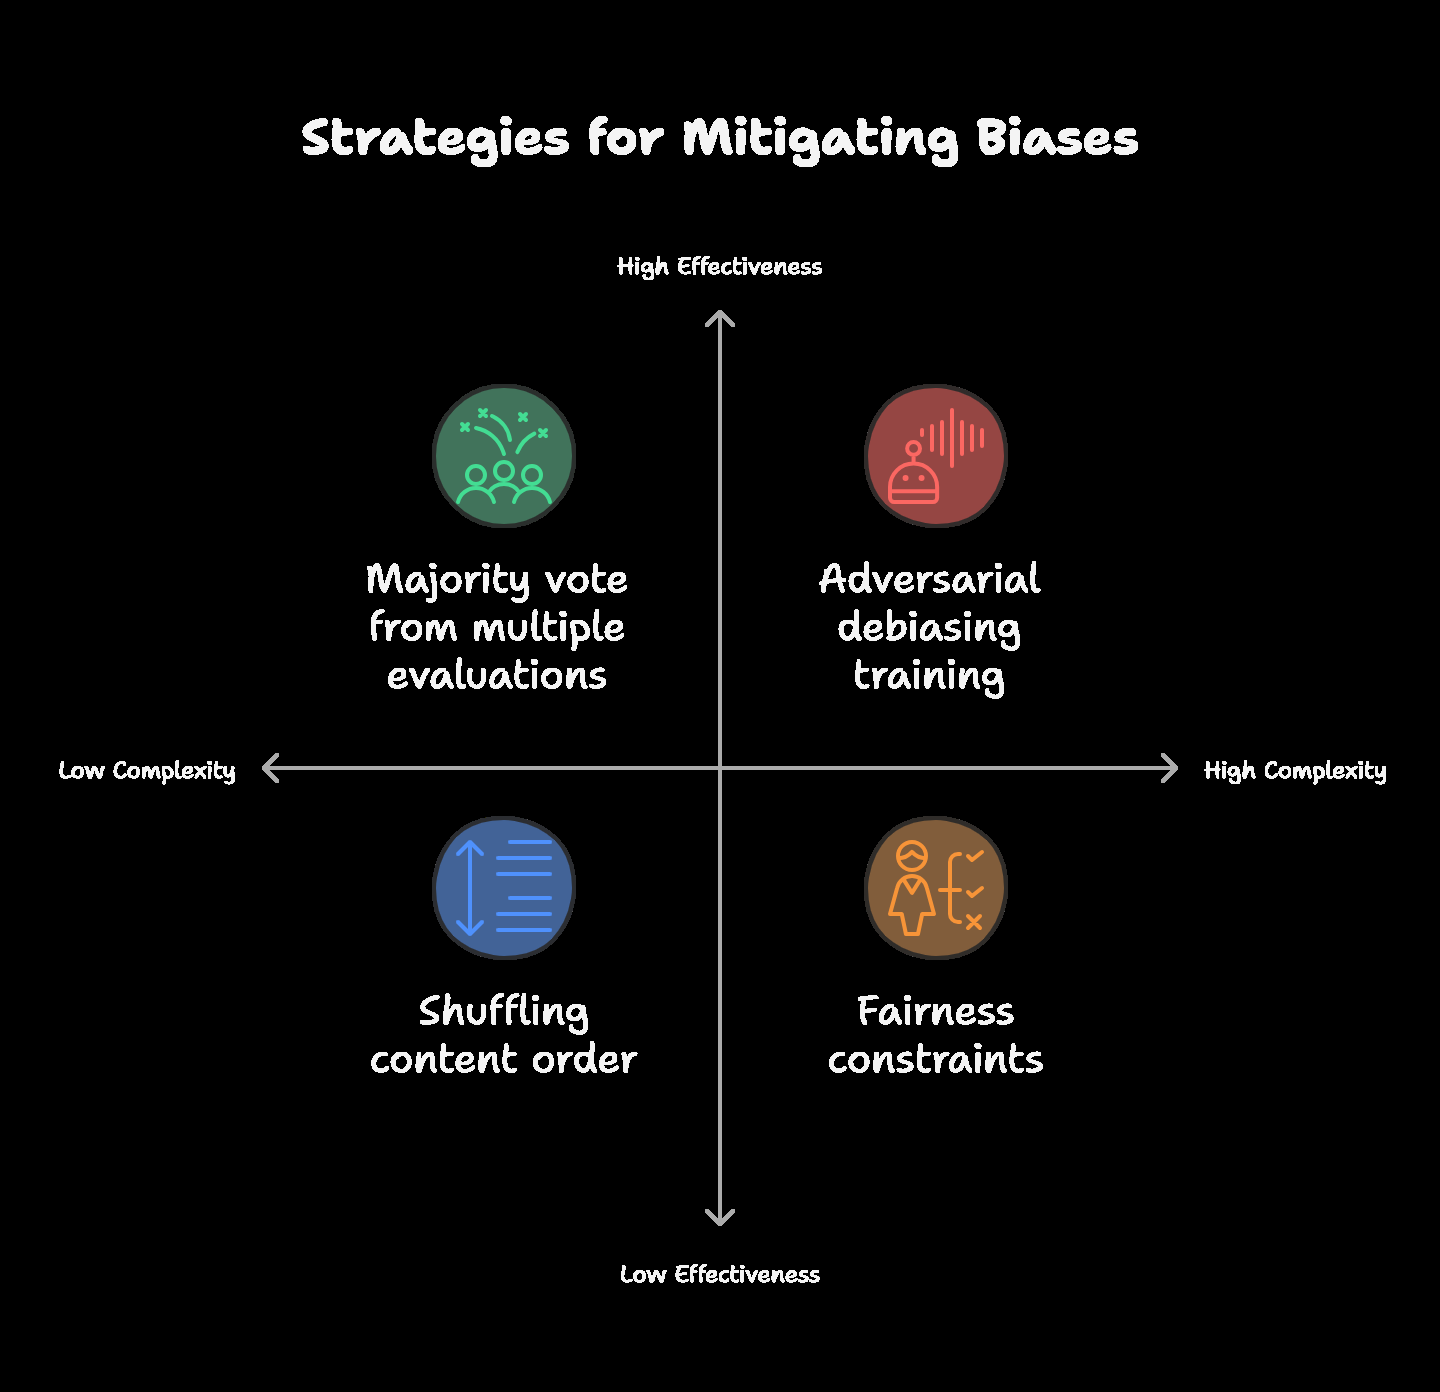 Strategies for Mitigating Biases
High Effectiveness
Majority vote
from multiple
evaluations
Adversarial
debiasing
training
Low Complexity
High Complexity
Shuffling
content order
Fairness
constraints
Low Effectiveness